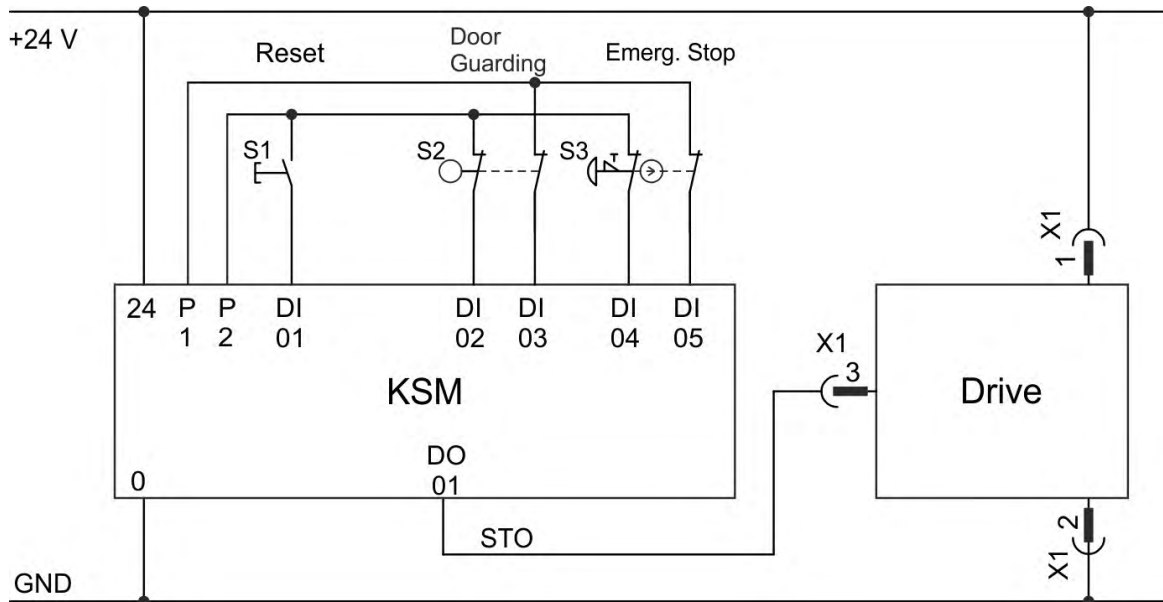 +24 V
Reset
Door
Guarding
Emerg. Stop
S1
S2
S3
X1
1
24 P P DI DI DI DI DI
1 2 01 02 03 04 05
X1
3
KSM
Drive
DO
0
01
2
X1
STO
GND